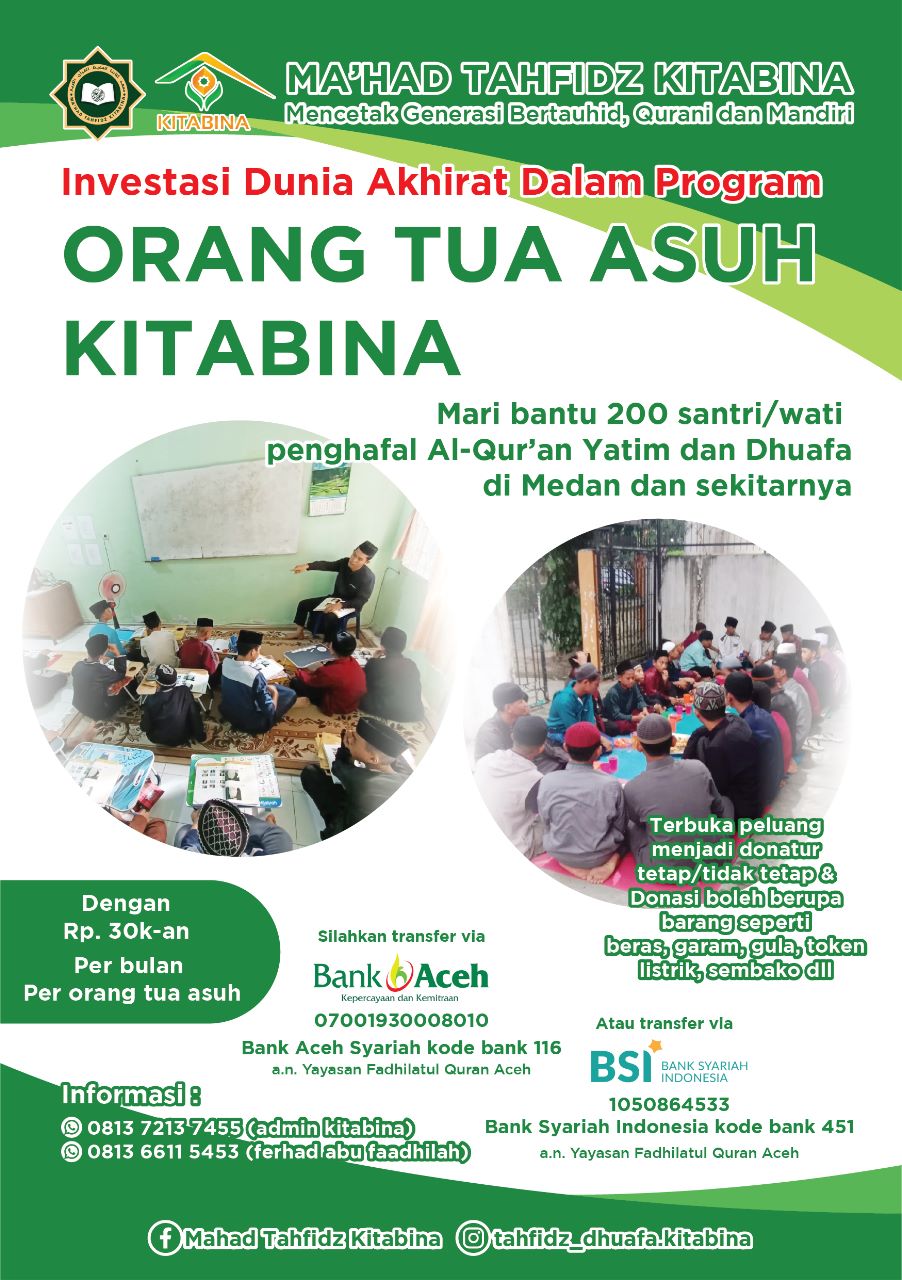 KITABINA
MA'HAD TAHFIDZ KITABINA
Mencetak Generasi Bertauhid, Qurani dan Mandiri
Investasi Dunia Akhirat Dalam Program
ORANG TUA ASUH
KITABINA
Mari bantu 200 santri/wati
penghafal Al-Qur'an Yatim dan Dhuafa
di Medan dan sekitarnya
Terbuka peluang
menjadi donatur
tetap/tidak tetap &
Donasi boleh berupa
barang seperti
beras, garam, gula, token
listrik, sembako dll
Dengan
Rp. 30k-an
Per bulan
Per orang tua asuh
Silahkan transfer via
Bank Aceh
Kepercayaan dan Kemitraan
07001930008010
Bank Aceh Syariah kode bank 116
a.n. Yayasan Fadhilatul Quran Aceh
Atau transfer via
BSI BANK SYARIAH
INDONESIA
1050864533
Bank Syariah Indonesia kode bank 451
a.n. Yayasan Fadhilatul Quran Aceh
Informasi :
0813 7213 7455 (admin kitabina)
0813 6611 5453 (ferhad abu faadhilah)
Mahad Tahfidz Kitabina
tahfidz_dhuafa.kitabina